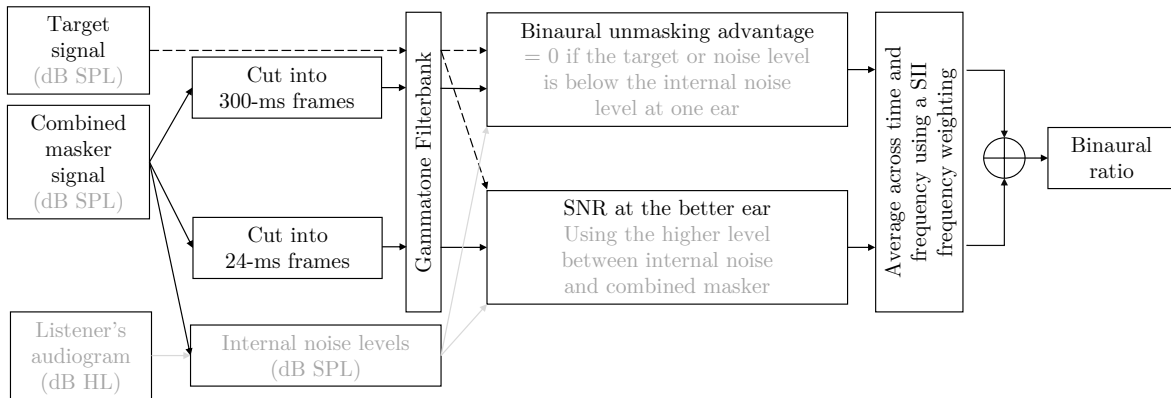 Target
signal
(dB SPL)
Combined
masker
signal
(dB SPL)
Listener's
audiogram
(dB HL)
Cut into
300-ms frames
Cut into
24-ms frames
Internal noise levels
(dB SPL)
Gammatone Filterbank
Binaural unmasking advantage
= 0 if the target or noise level
is below the internal noise
level at one ear
SNR at the better ear
Using the higher level
between internal noise
and combined masker
Average across time and
frequency using a SII
frequency weighting
Binaural
ratio